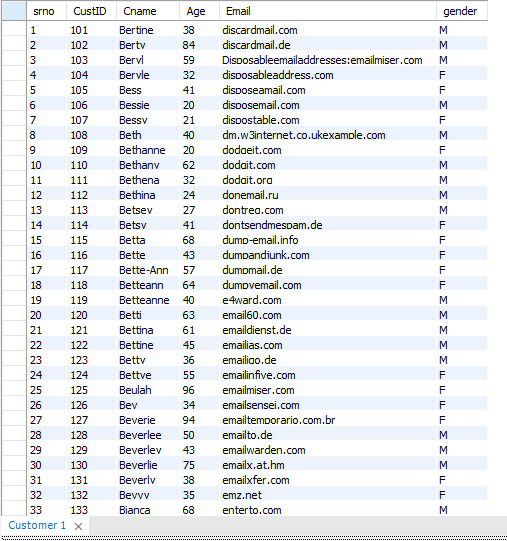 srno CustID Cname Age Email gender
1 101 Bertine 38 discardmail.com M
2 102 Berty 84 discardmail.de M
3 103 Beryl 59 Disposableemailaddresses:emailmiser.com M
4 104 Beryle 32 disposableaddress.com F
5 105 Bess 41 disposeamail.com F
6 106 Bessie 20 disposemail.com M
7 107 Bessy 21 dispostable.com F
8 108 Beth 40 dm.w3internet.co.ukexample.com M
9 109 Bethanne 20 dodgeit.com F
10 110 Bethany 62 dodgit.com M
11 111 Bethena 32 dodgit.org M
12 112 Bethina 24 donemail.ru M
13 113 Betsey 27 dontreg.com M
14 114 Betsy 41 dontsendmespam.de F
15 115 Betta 68 dump-email.info F
16 116 Bette 43 dumpandjunk.com F
17 117 Bette-Ann 57 dumpmail.de F
18 118 Betteann 64 dumpyemail.com F
19 119 Betteanne 40 e4ward.com M
20 120 Betti 63 email60.com M
21 121 Bettina 61 emaildienst.de M
22 122 Bettine 45 emailias.com M
23 123 Betty 36 emailigo.de M
24 124 Bettye 55 emailinfive.com F
25 125 Beulah 96 emailmiser.com F
26 126 Bev 34 emailsensei.com F
27 127 Beverie 94 emailtemporario.com.br F
28 128 Beverlee 50 emailto.de M
29 129 Beverley 43 emailwarden.com M
30 130 Beverlie 75 emailx.at.hm M
31 131 Beverly 38 emailxfer.com F
32 132 Bevvy 35 emz.net F
33 133 Bianca 68 enterto.com M
Customer 1